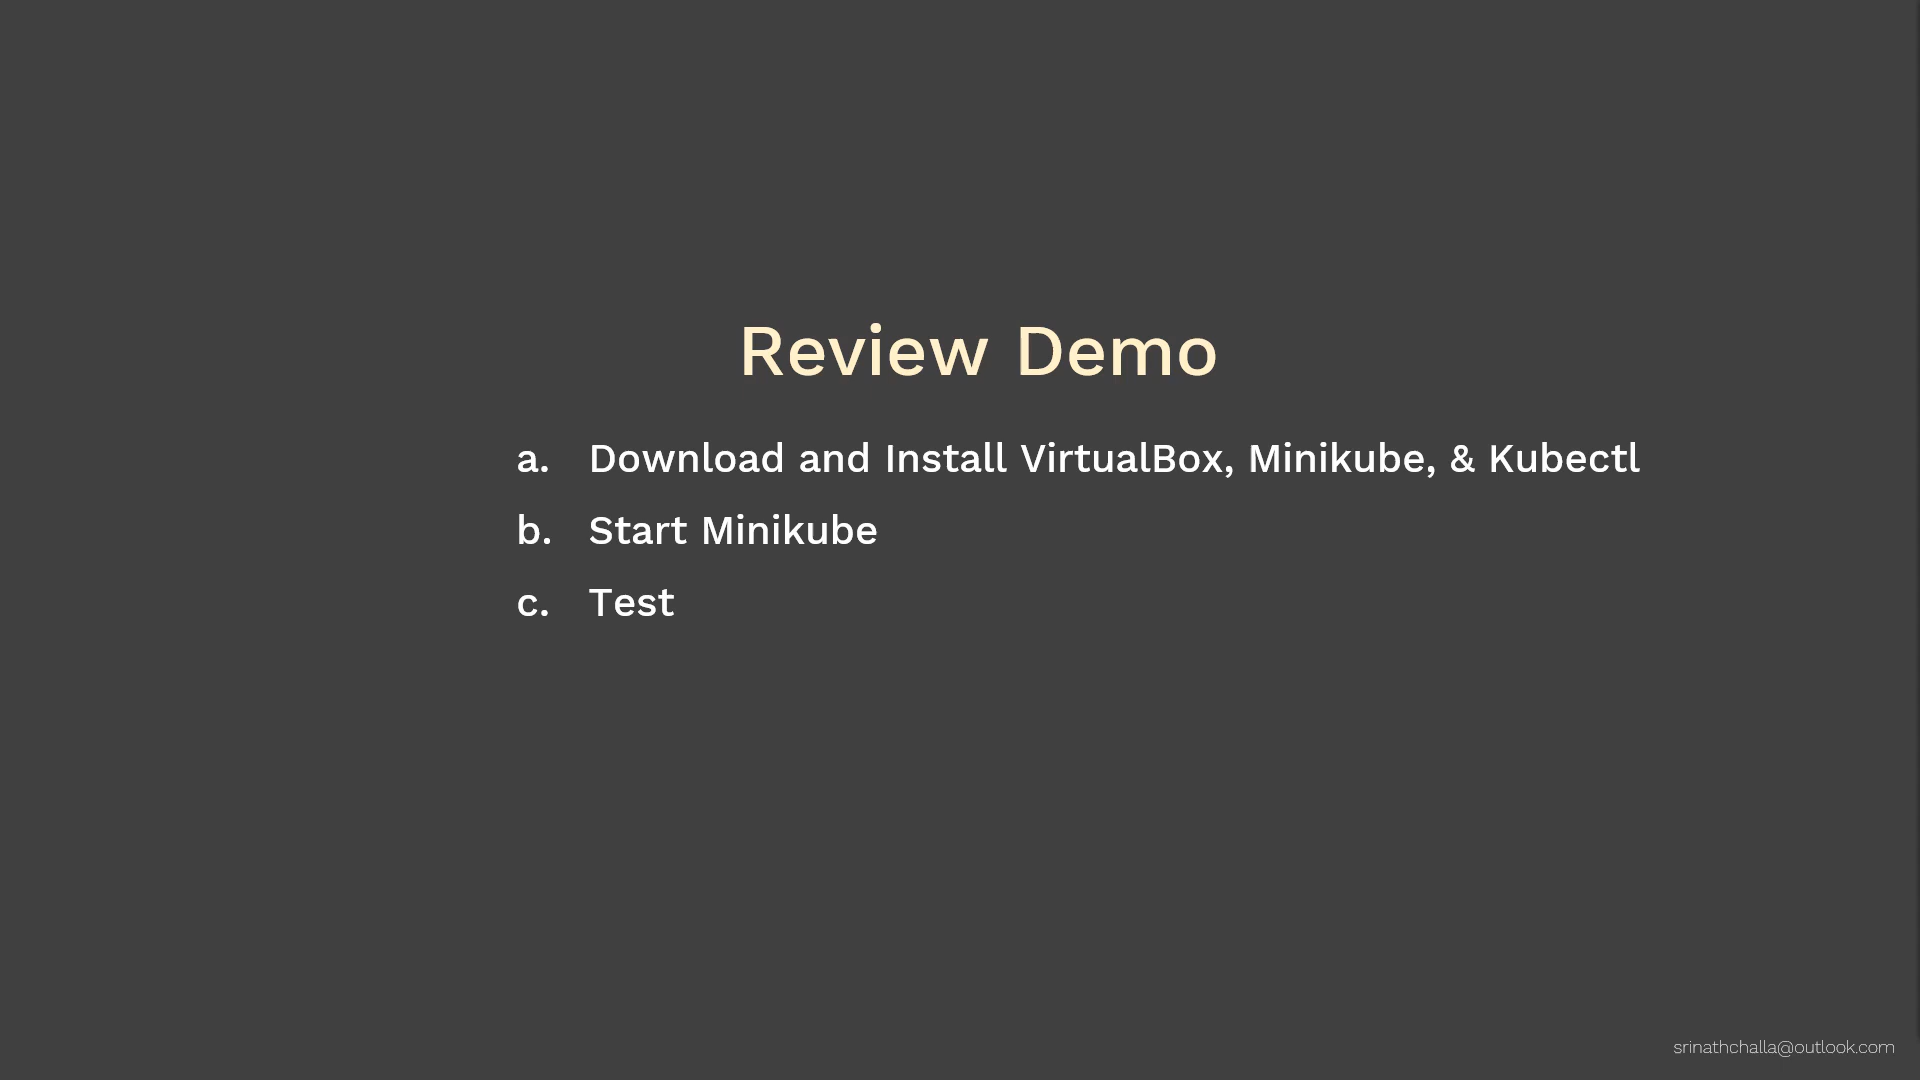 Review Demo
a. Download and Install VirtualBox, Minikube, & Kubectl
b. Start Minikube
c. Test
srinathchalla@outlook.com